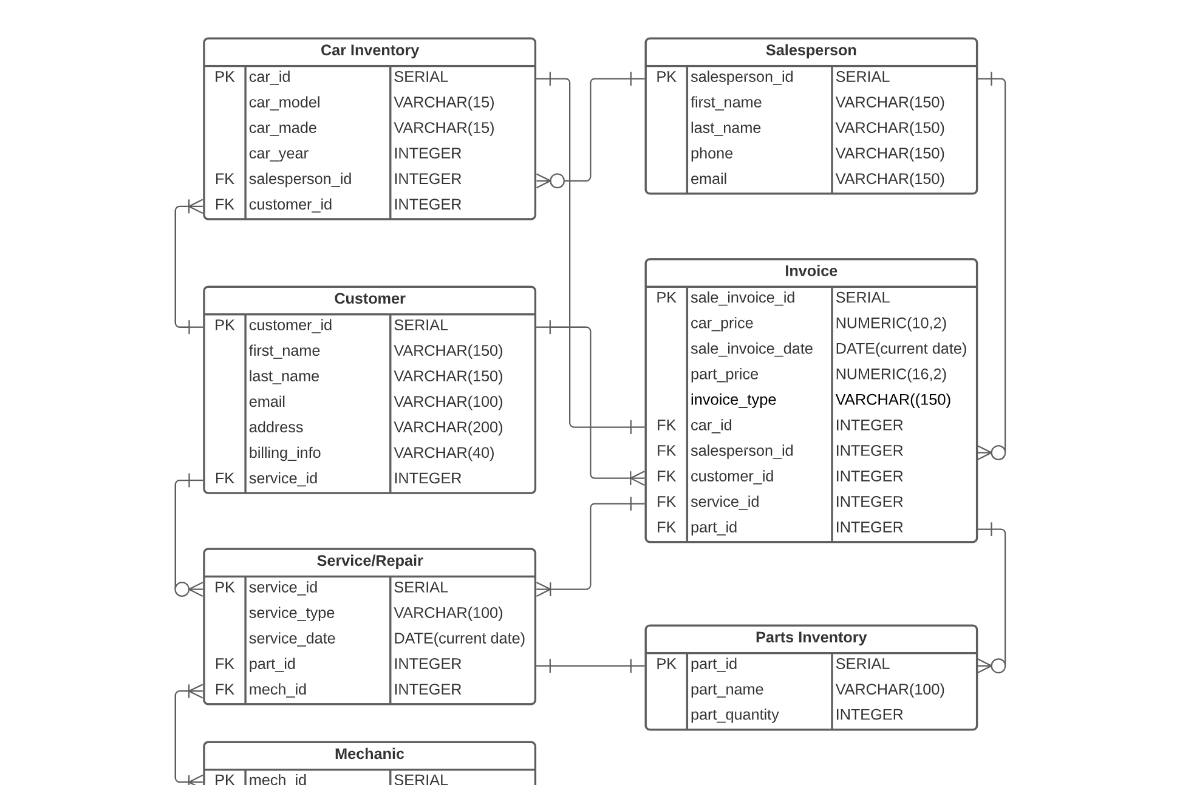 Car Inventory
PK car_id SERIAL
car_model VARCHAR(15)
car_made VARCHAR(15)
car_year INTEGER
FK salesperson_id INTEGER
FK customer_id INTEGER
Salesperson
PK salesperson_id SERIAL
first_name VARCHAR(150)
last_name VARCHAR(150)
phone VARCHAR(150)
email VARCHAR(150)
Customer
PK customer_id SERIAL
first_name VARCHAR(150)
last_name VARCHAR(150)
email VARCHAR(100)
address VARCHAR(200)
billing_info VARCHAR(40)
FK service_id INTEGER
Invoice
PK sale_invoice_id SERIAL
car_price NUMERIC(10,2)
sale_invoice_date DATE(current date)
part_price NUMERIC(16,2)
invoice_type VARCHAR((150)
FK car_id INTEGER
FK salesperson_id INTEGER
FK customer_id INTEGER
FK service_id INTEGER
FK part_id INTEGER
Service/Repair
PK service_id SERIAL
service_type VARCHAR(100)
service_date DATE(current date)
FK part_id INTEGER
FK mech_id INTEGER
Parts Inventory
PK part_id SERIAL
part_name VARCHAR(100)
part_quantity INTEGER
Mechanic
PK mech_id SERIAL